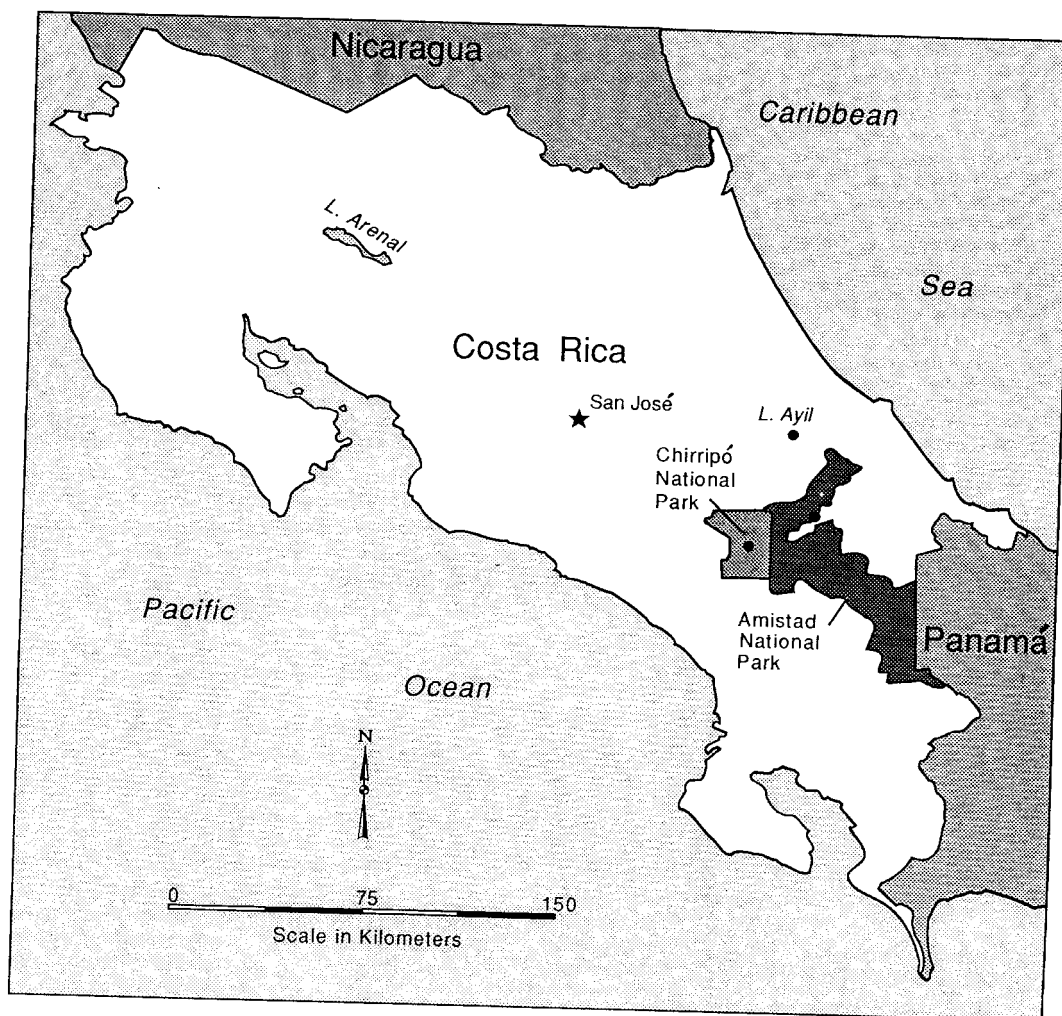 Nicaragua
Caribbean
Sea
L. Arenal
Costa Rica
San José
L. Ayil
Chirripó
National
Park
Amistad
National
Park
Panamá
Pacific
Ocean
N
0 75 150
Scale in Kilometers